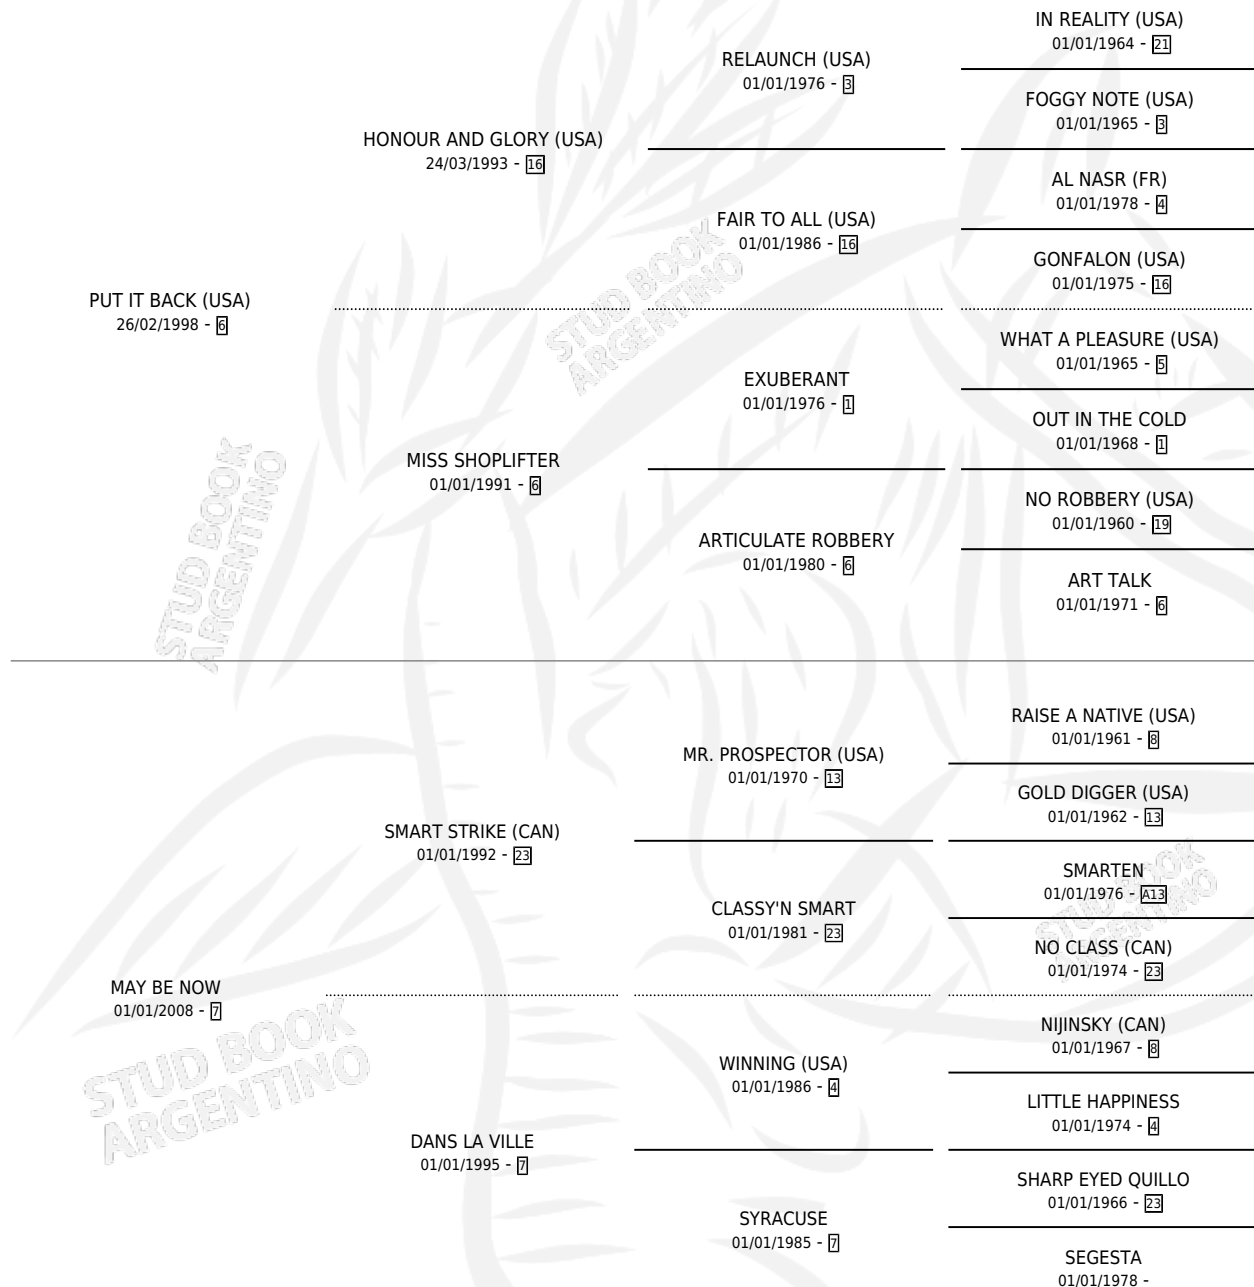 IN REALITY (USA)
01/01/1964 - 21
RELAUNCH (USA)
01/01/1976 - 3
FOGGY NOTE (USA)
01/01/1965 - 3
HONOUR AND GLORY (USA)
24/03/1993 - 16
AL NASR (FR)
01/01/1978 - 4
FAIR TO ALL (USA)
01/01/1986 - 16
GONFALON (USA)
01/01/1975 - 16
PUT IT BACK (USA)
26/02/1998 - 6
WHAT A PLEASURE (USA)
01/01/1965 - 5
EXUBERANT
01/01/1976 - 1
OUT IN THE COLD
01/01/1968 - 1
MISS SHOPLIFTER
01/01/1991 - 6
NO ROBBERY (USA)
01/01/1960 - 19
ARTICULATE ROBBERY
01/01/1980 - 6
ART TALK
01/01/1971 - 6
RAISE A NATIVE (USA)
01/01/1961 - 8
MR. PROSPECTOR (USA)
01/01/1970 - 13
GOLD DIGGER (USA)
01/01/1962 - 13
SMART STRIKE (CAN)
01/01/1992 - 23
SMARTEN
01/01/1976 - A13
CLASSY'N SMART
01/01/1981 - 23
NO CLASS (CAN)
01/01/1974 - 23
MAY BE NOW
01/01/2008 - 7
NIJINSKY (CAN)
01/01/1967 - 8
WINNING (USA)
01/01/1986 - 4
LITTLE HAPPINESS
01/01/1974 - 4
DANS LA VILLE
01/01/1995 - 7
SHARP EYED QUILLO
01/01/1966 - 23
SYRACUSE
01/01/1985 - 7
SEGESTA
01/01/1978 -
STUD BOOK
ARGENTINO
STUD BOOK
ARGENTINO
STUD BOOK
ARGENTINO
STUD BOOK
ARGENTINO